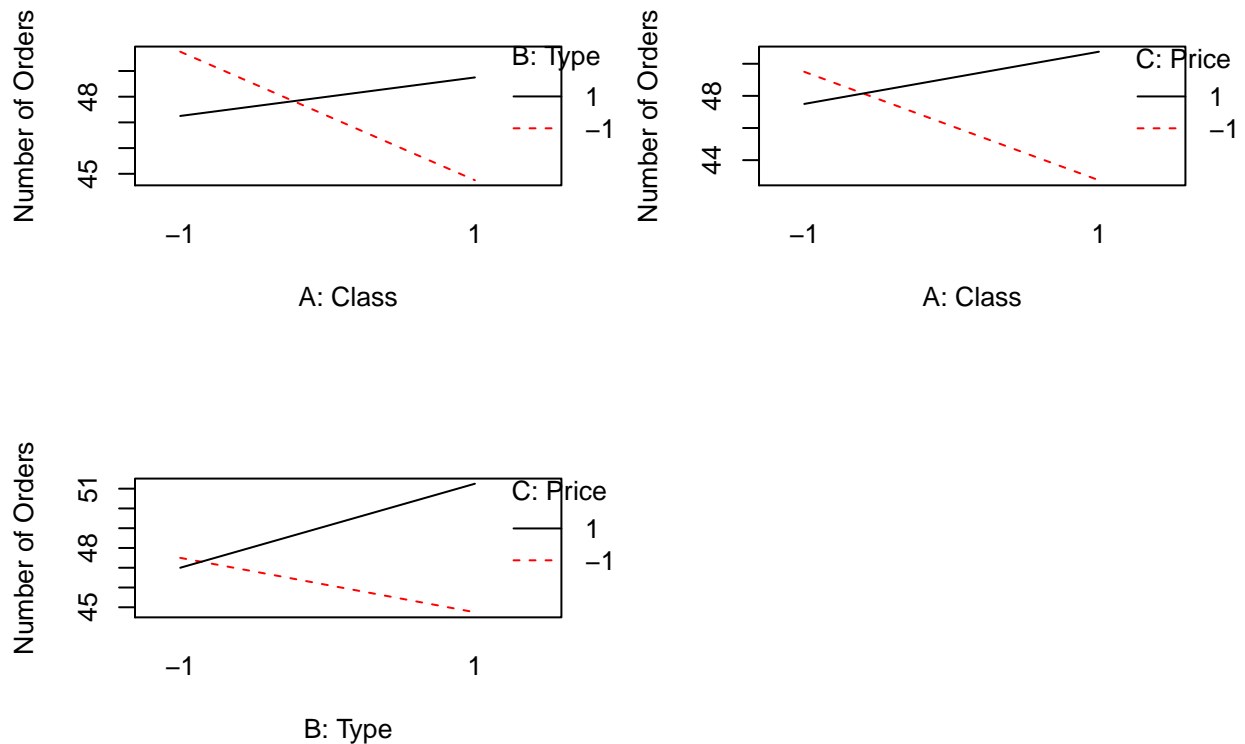 Number of Orders
45
48
−1
1
A: Class
B: Type
1
−1
Number of Orders
44
48
−1
1
A: Class
C: Price
1
−1
Number of Orders
45
48
51
−1
1
B: Type
C: Price
1
−1